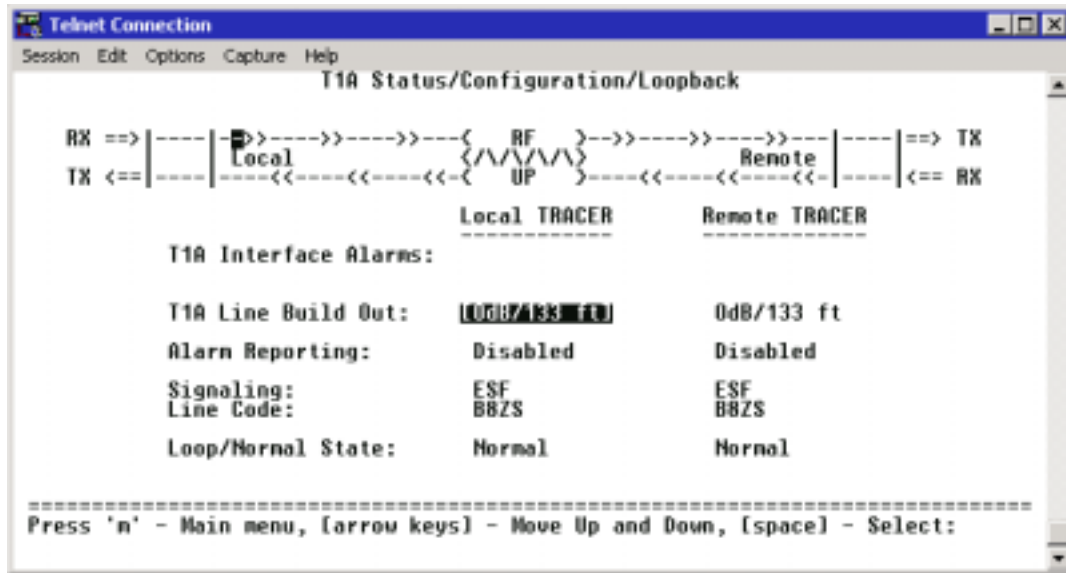 Telnet Connection
Session Edit Options Capture Help
T1A Status/Configuration/Loopback
RX ==>|----|-->>---->>---->>---{ RF }-->>---->>---->>---|----|==> TX
Local {/\/\/\/\} Remote
TX <==|----|----<<----<<----<<-{ UP }----<<----<<----<<-|----|<== RX
Local TRACER Remote TRACER
------------ -------------
T1A Interface Alarms:
T1A Line Build Out: [0dB/133 ft] 0dB/133 ft
Alarm Reporting: Disabled Disabled
Signaling: ESF ESF
Line Code: B8ZS B8ZS
Loop/Normal State: Normal Normal
===============================================================================
Press 'm' - Main menu, [arrow keys] - Move Up and Down, [space] - Select: